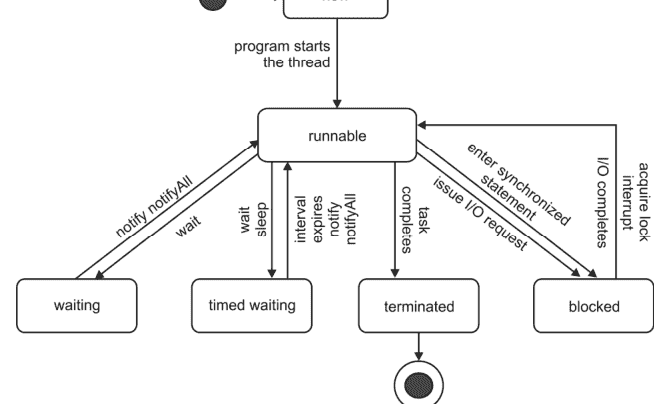 program starts
the thread
runnable
notify notifyAll
wait
wait
sleep
interval
expires
notify
notifyAll
task
completes
enter synchronized
statement
issue I/O request
I/O completes
acquire lock
interrupt
waiting
timed waiting
terminated
blocked